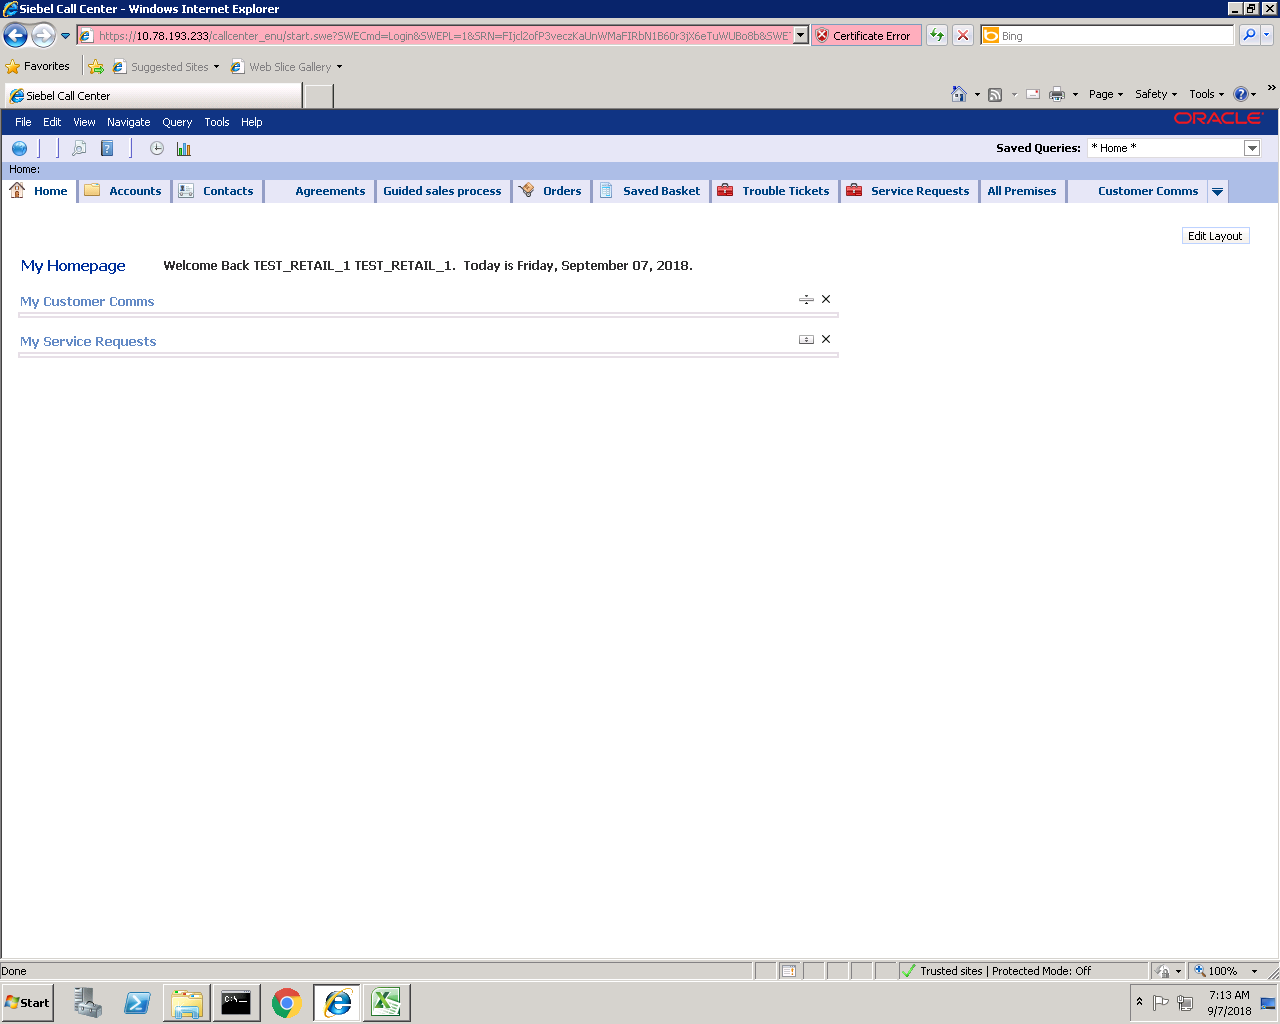 Siebel Call Center - Windows Internet Explorer
https://10.78.193.233/callcenter_enu/start.swe?SWECmd=Login&SWEPL=1&SRN=
Certificate Error
Bing
Favorites
Suggested Sites
Web Slice Gallery
Siebel Call Center
Page
Safety
Tools
File Edit View Navigate Query Tools Help
ORACLE
Saved Queries: * Home *
Home:
Home Accounts Contacts Agreements Guided sales process Orders Saved Basket Trouble Tickets Service Requests All Premises Customer Comms
Edit Layout
My Homepage Welcome Back TEST_RETAIL_1 TEST_RETAIL_1. Today is Friday, September 07, 2018.
My Customer Comms
My Service Requests
Done
Trusted sites | Protected Mode: Off
100%
Start
C:\
7:13 AM
9/7/2018